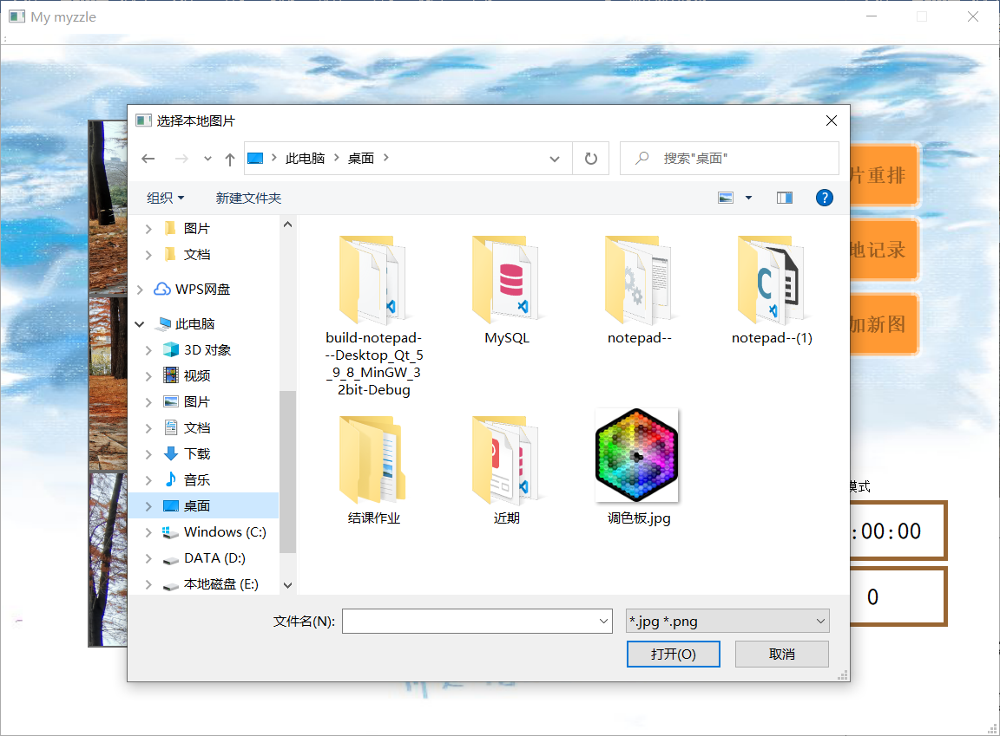 My myzzle
选择本地图片
此电脑 桌面
搜索"桌面"
组织
新建文件夹
图片
文档
WPS网盘
此电脑
3D 对象
视频
图片
文档
下载
音乐
桌面
Windows (C:)
DATA (D:)
本地磁盘 (E:)
build-notepad-
--Desktop_Qt_5
_9_8_MinGW_3
2bit-Debug
MySQL
notepad--
notepad--(1)
结课作业
近期
调色板.jpg
文件名(N):
*.jpg *.png
打开(O)
取消
片重排
地记录
加新图
模式
:00:00
0